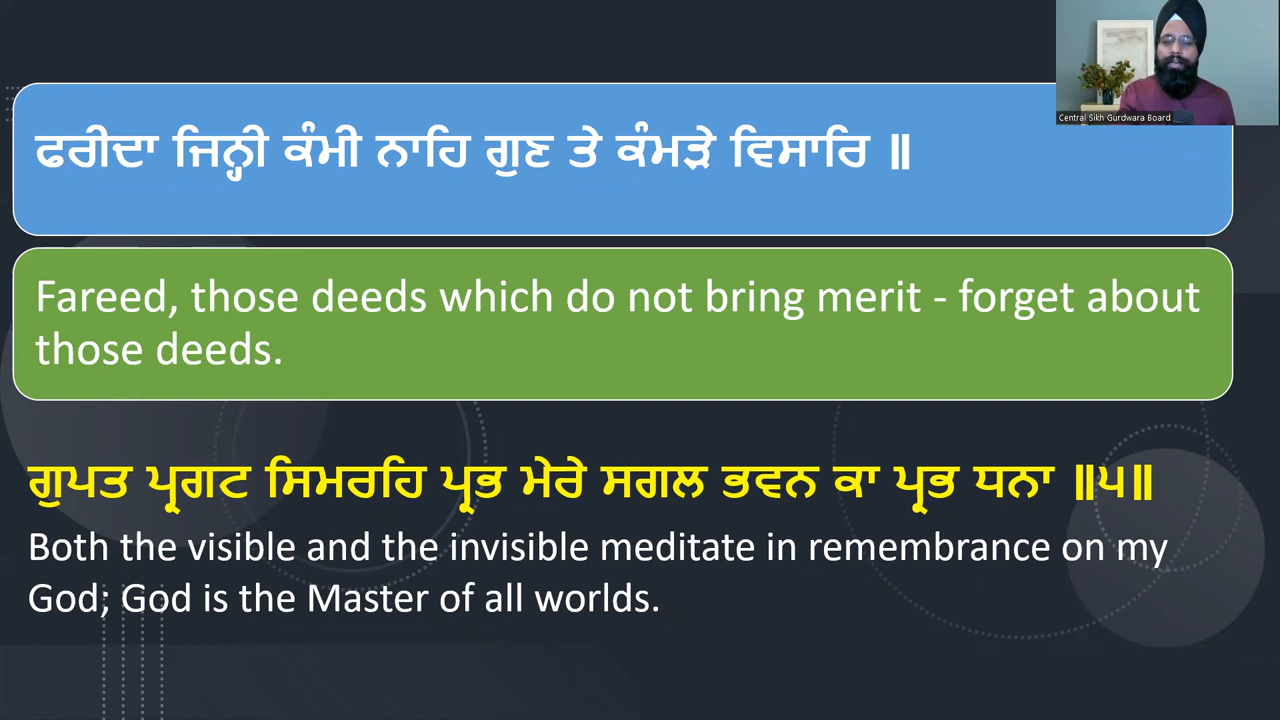 Central Sikh Gurdwara Board
ਫਰੀਦਾ ਜਿਨ੍ਹੀ ਕੰਮੀ ਨਾਹਿ ਗੁਣ ਤੇ ਕੰਮੜੇ ਵਿਸਾਰਿ ॥
Fareed, those deeds which do not bring merit - forget about
those deeds.
ਗੁਪਤ ਪ੍ਰਗਟ ਸਿਮਰਹਿ ਪ੍ਰਭ ਮੇਰੇ ਸਗਲ ਭਵਨ ਕਾ ਪ੍ਰਭ ਧਨਾ ॥੫॥
Both the visible and the invisible meditate in remembrance on my
God; God is the Master of all worlds.